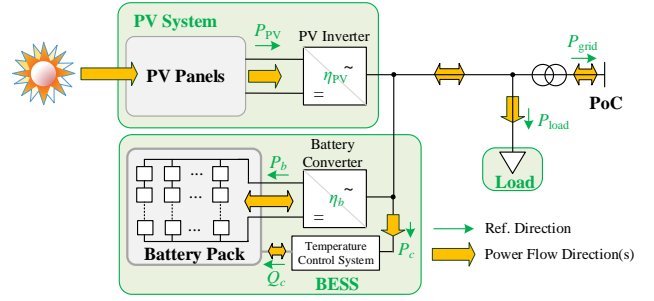 PV System
P_PV
PV Inverter
PV Panels
η_PV
~
=
P_grid
PoC
P_load
Load
Battery
Converter
P_b
...
...
η_b
~
=
Battery Pack
Temperature
Control System
P_c
Q_c
BESS
Ref. Direction
Power Flow Direction(s)